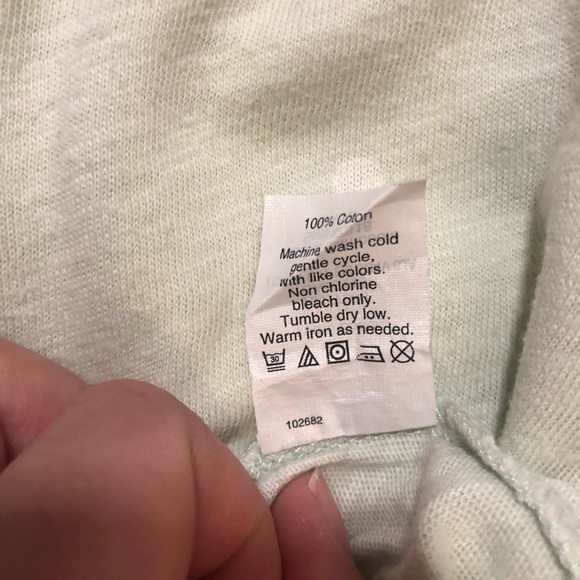 100% Coton
Machine wash cold
gentle cycle,
with like colors.
Non chlorine
bleach only.
Tumble dry low.
Warm iron as needed.
30
102682